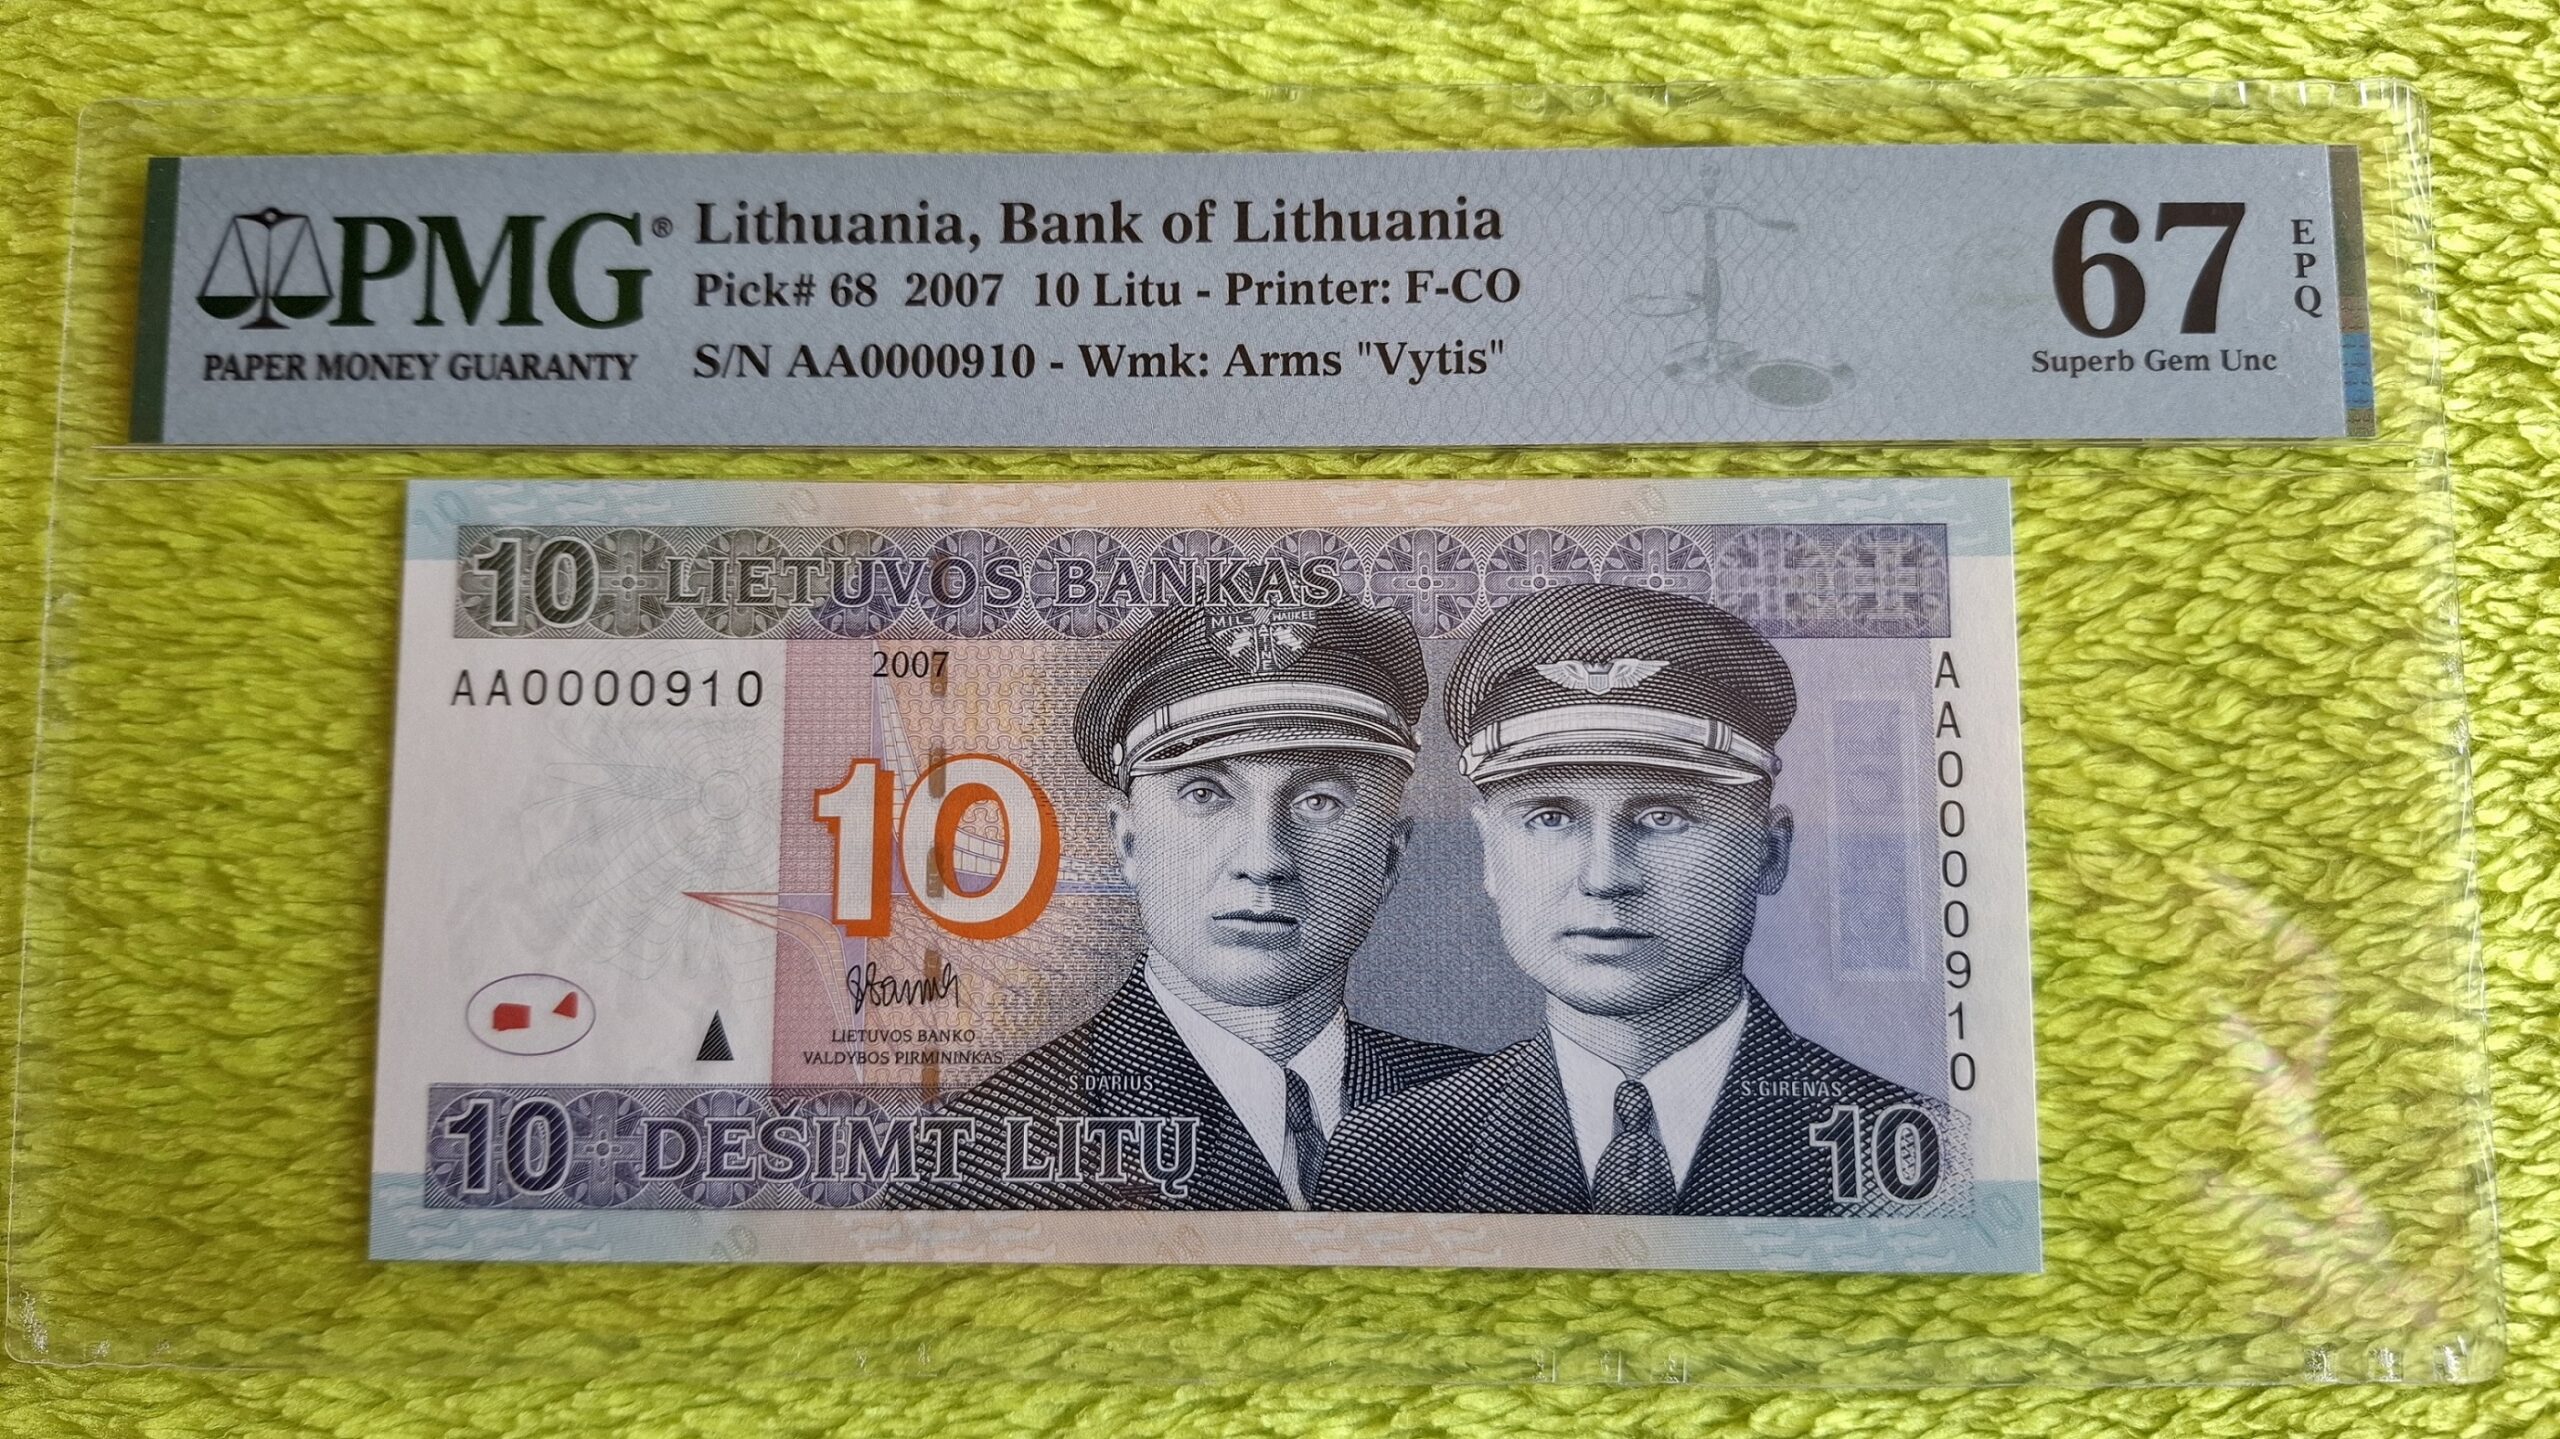 PMG®
PAPER MONEY GUARANTY
Lithuania, Bank of Lithuania
Pick# 68 2007 10 Litu - Printer: F-CO
S/N AA0000910 - Wmk: Arms "Vytis"
67
EPQ
Superb Gem Unc
10 LIETUVOS BANKAS
MIL- WAUKEE
AA0000910
2007
AA0000910
10
LIETUVOS BANKO
VALDYBOS PIRMININKAS
S.DARIUS
S.GIRĖNAS
10 DEŠIMT LITŲ
10